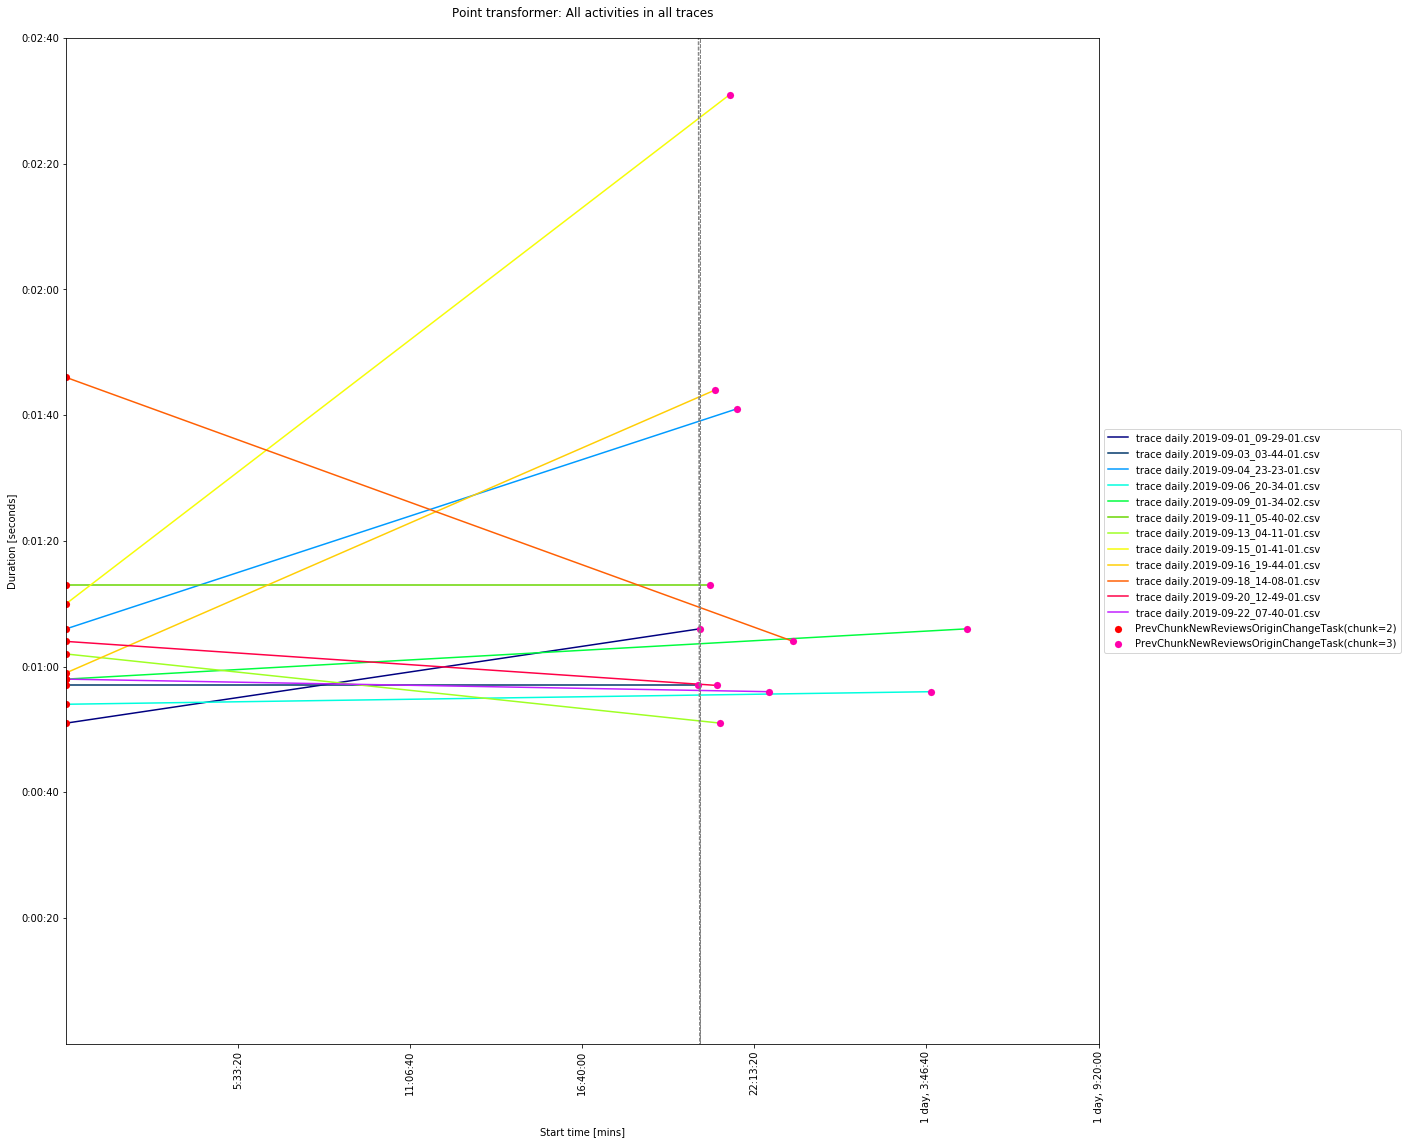 Point transformer: All activities in all traces
0:02:40
0:02:20
0:02:00
0:01:40
0:01:20
0:01:00
0:00:40
0:00:20
Duration [seconds]
5:33:20
11:06:40
16:40:00
22:13:20
1 day, 3:46:40
1 day, 9:20:00
Start time [mins]
trace daily.2019-09-01_09-29-01.csv
trace daily.2019-09-03_03-44-01.csv
trace daily.2019-09-04_23-23-01.csv
trace daily.2019-09-06_20-34-01.csv
trace daily.2019-09-09_01-34-02.csv
trace daily.2019-09-11_05-40-02.csv
trace daily.2019-09-13_04-11-01.csv
trace daily.2019-09-15_01-41-01.csv
trace daily.2019-09-16_19-44-01.csv
trace daily.2019-09-18_14-08-01.csv
trace daily.2019-09-20_12-49-01.csv
trace daily.2019-09-22_07-40-01.csv
PrevChunkNewReviewsOriginChangeTask(chunk=2)
PrevChunkNewReviewsOriginChangeTask(chunk=3)